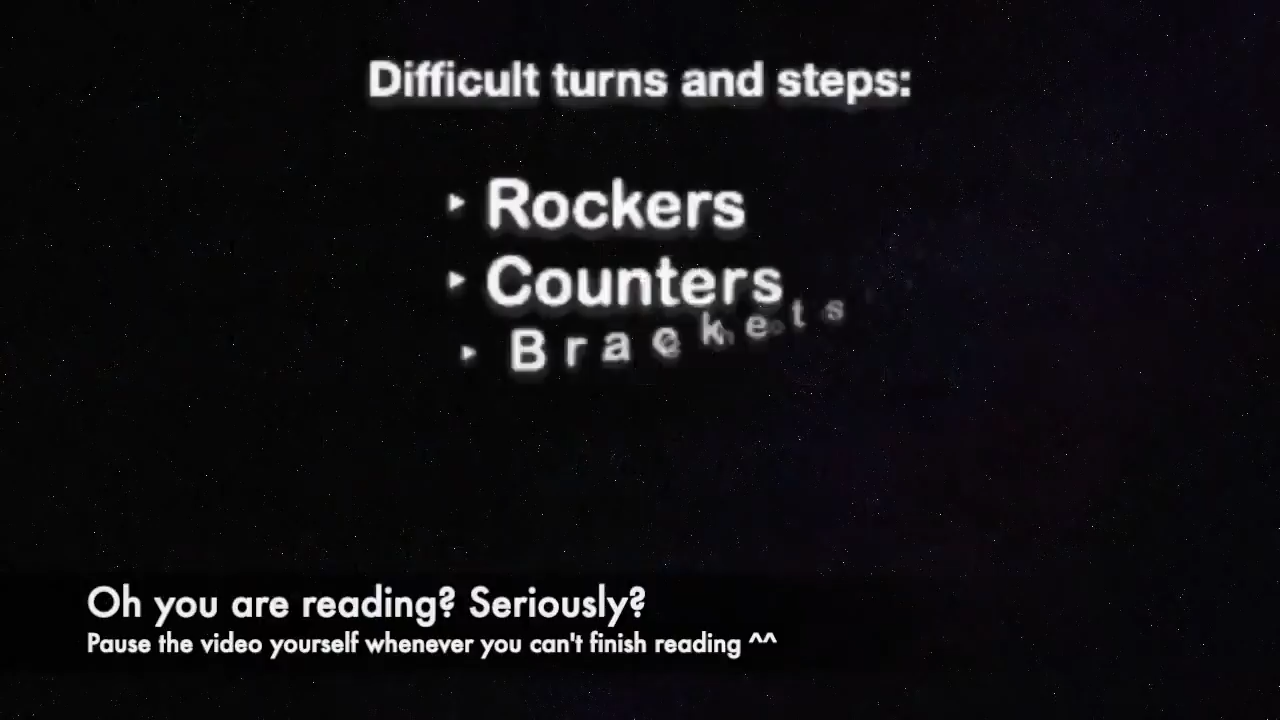 Difficult turns and steps:
‣ Rockers
‣ Counters
‣ Brackets
Oh you are reading? Seriously?
Pause the video yourself whenever you can't finish reading ^^